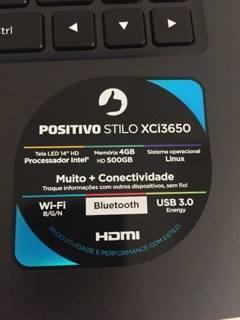 Ctrl
POSITIVO STILO XCi3650
Tela LED 14" HD
Processador Intel®
Memória 4GB
HD 500GB
Sistema operacional
Linux
Muito + Conectividade
Troque informações com outros dispositivos, sem fio!
Wi-Fi
B/G/N
Bluetooth
USB 3.0
Energy
HDMI
PRODUTIVIDADE E PERFORMANCE COM ESTILO.